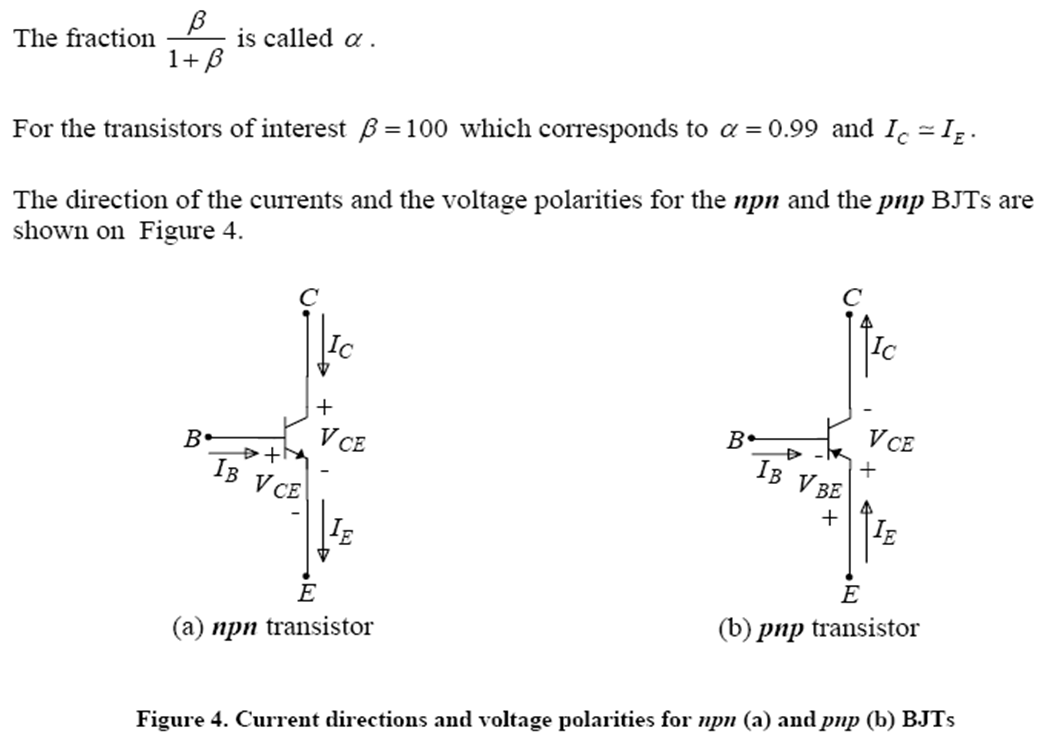 The fraction β/(1+β) is called α.
For the transistors of interest β = 100 which corresponds to α = 0.99 and I_C ≃ I_E.
The direction of the currents and the voltage polarities for the npn and the pnp BJTs are
shown on Figure 4.
C
I_C
+
B
V_CE
+
I_B
V_CE
-
-
I_E
E
(a) npn transistor
C
I_C
-
B
V_CE
-
+
I_B
V_BE
+
I_E
E
(b) pnp transistor
Figure 4. Current directions and voltage polarities for npn (a) and pnp (b) BJTs